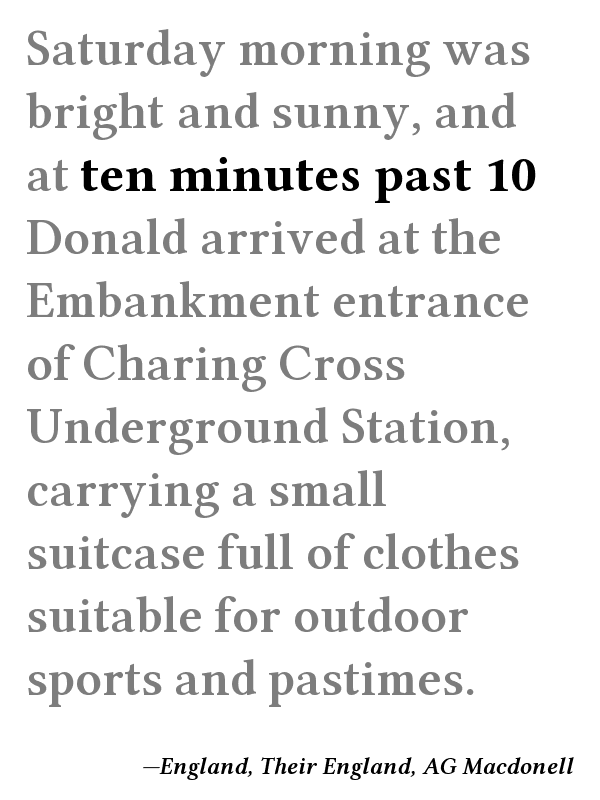 Saturday morning was
bright and sunny, and
at ten minutes past 10
Donald arrived at the
Embankment entrance
of Charing Cross
Underground Station,
carrying a small
suitcase full of clothes
suitable for outdoor
sports and pastimes.
—England, Their England, AG Macdonell